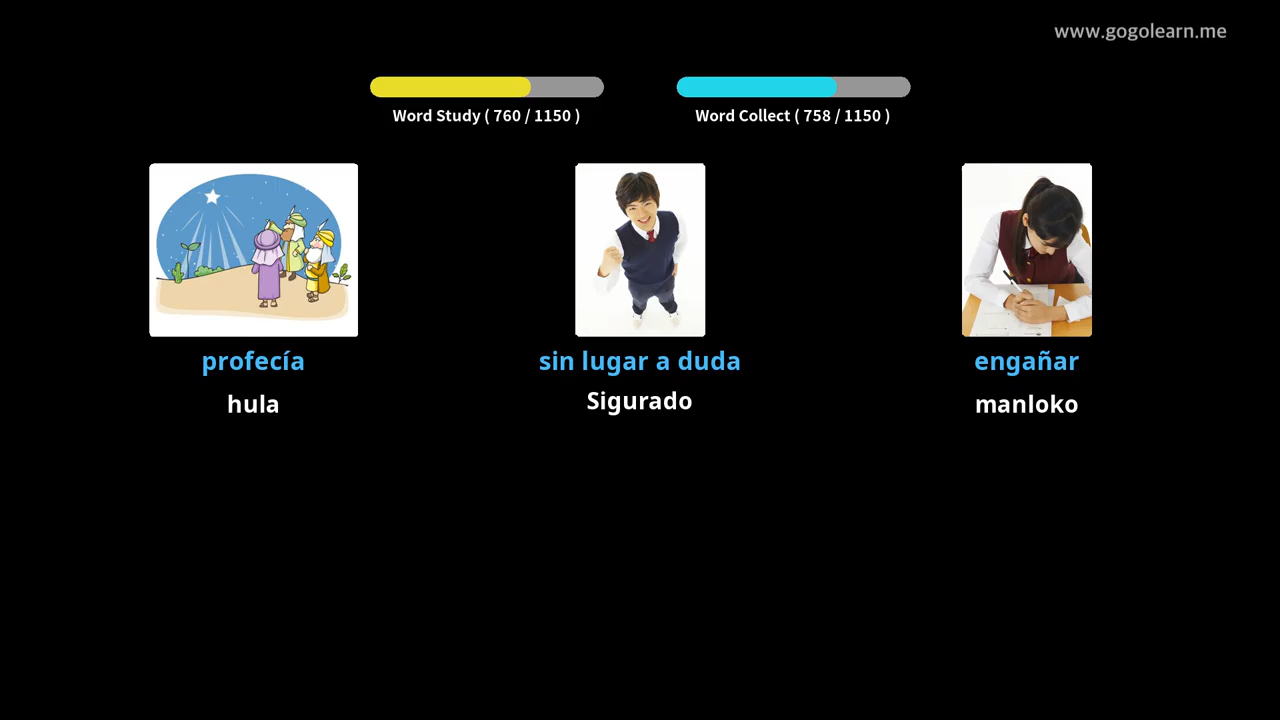 www.gogolearn.me
Word Study ( 760 / 1150 )
Word Collect ( 758 / 1150 )
profecía
sin lugar a duda
engañar
hula
Sigurado
manloko